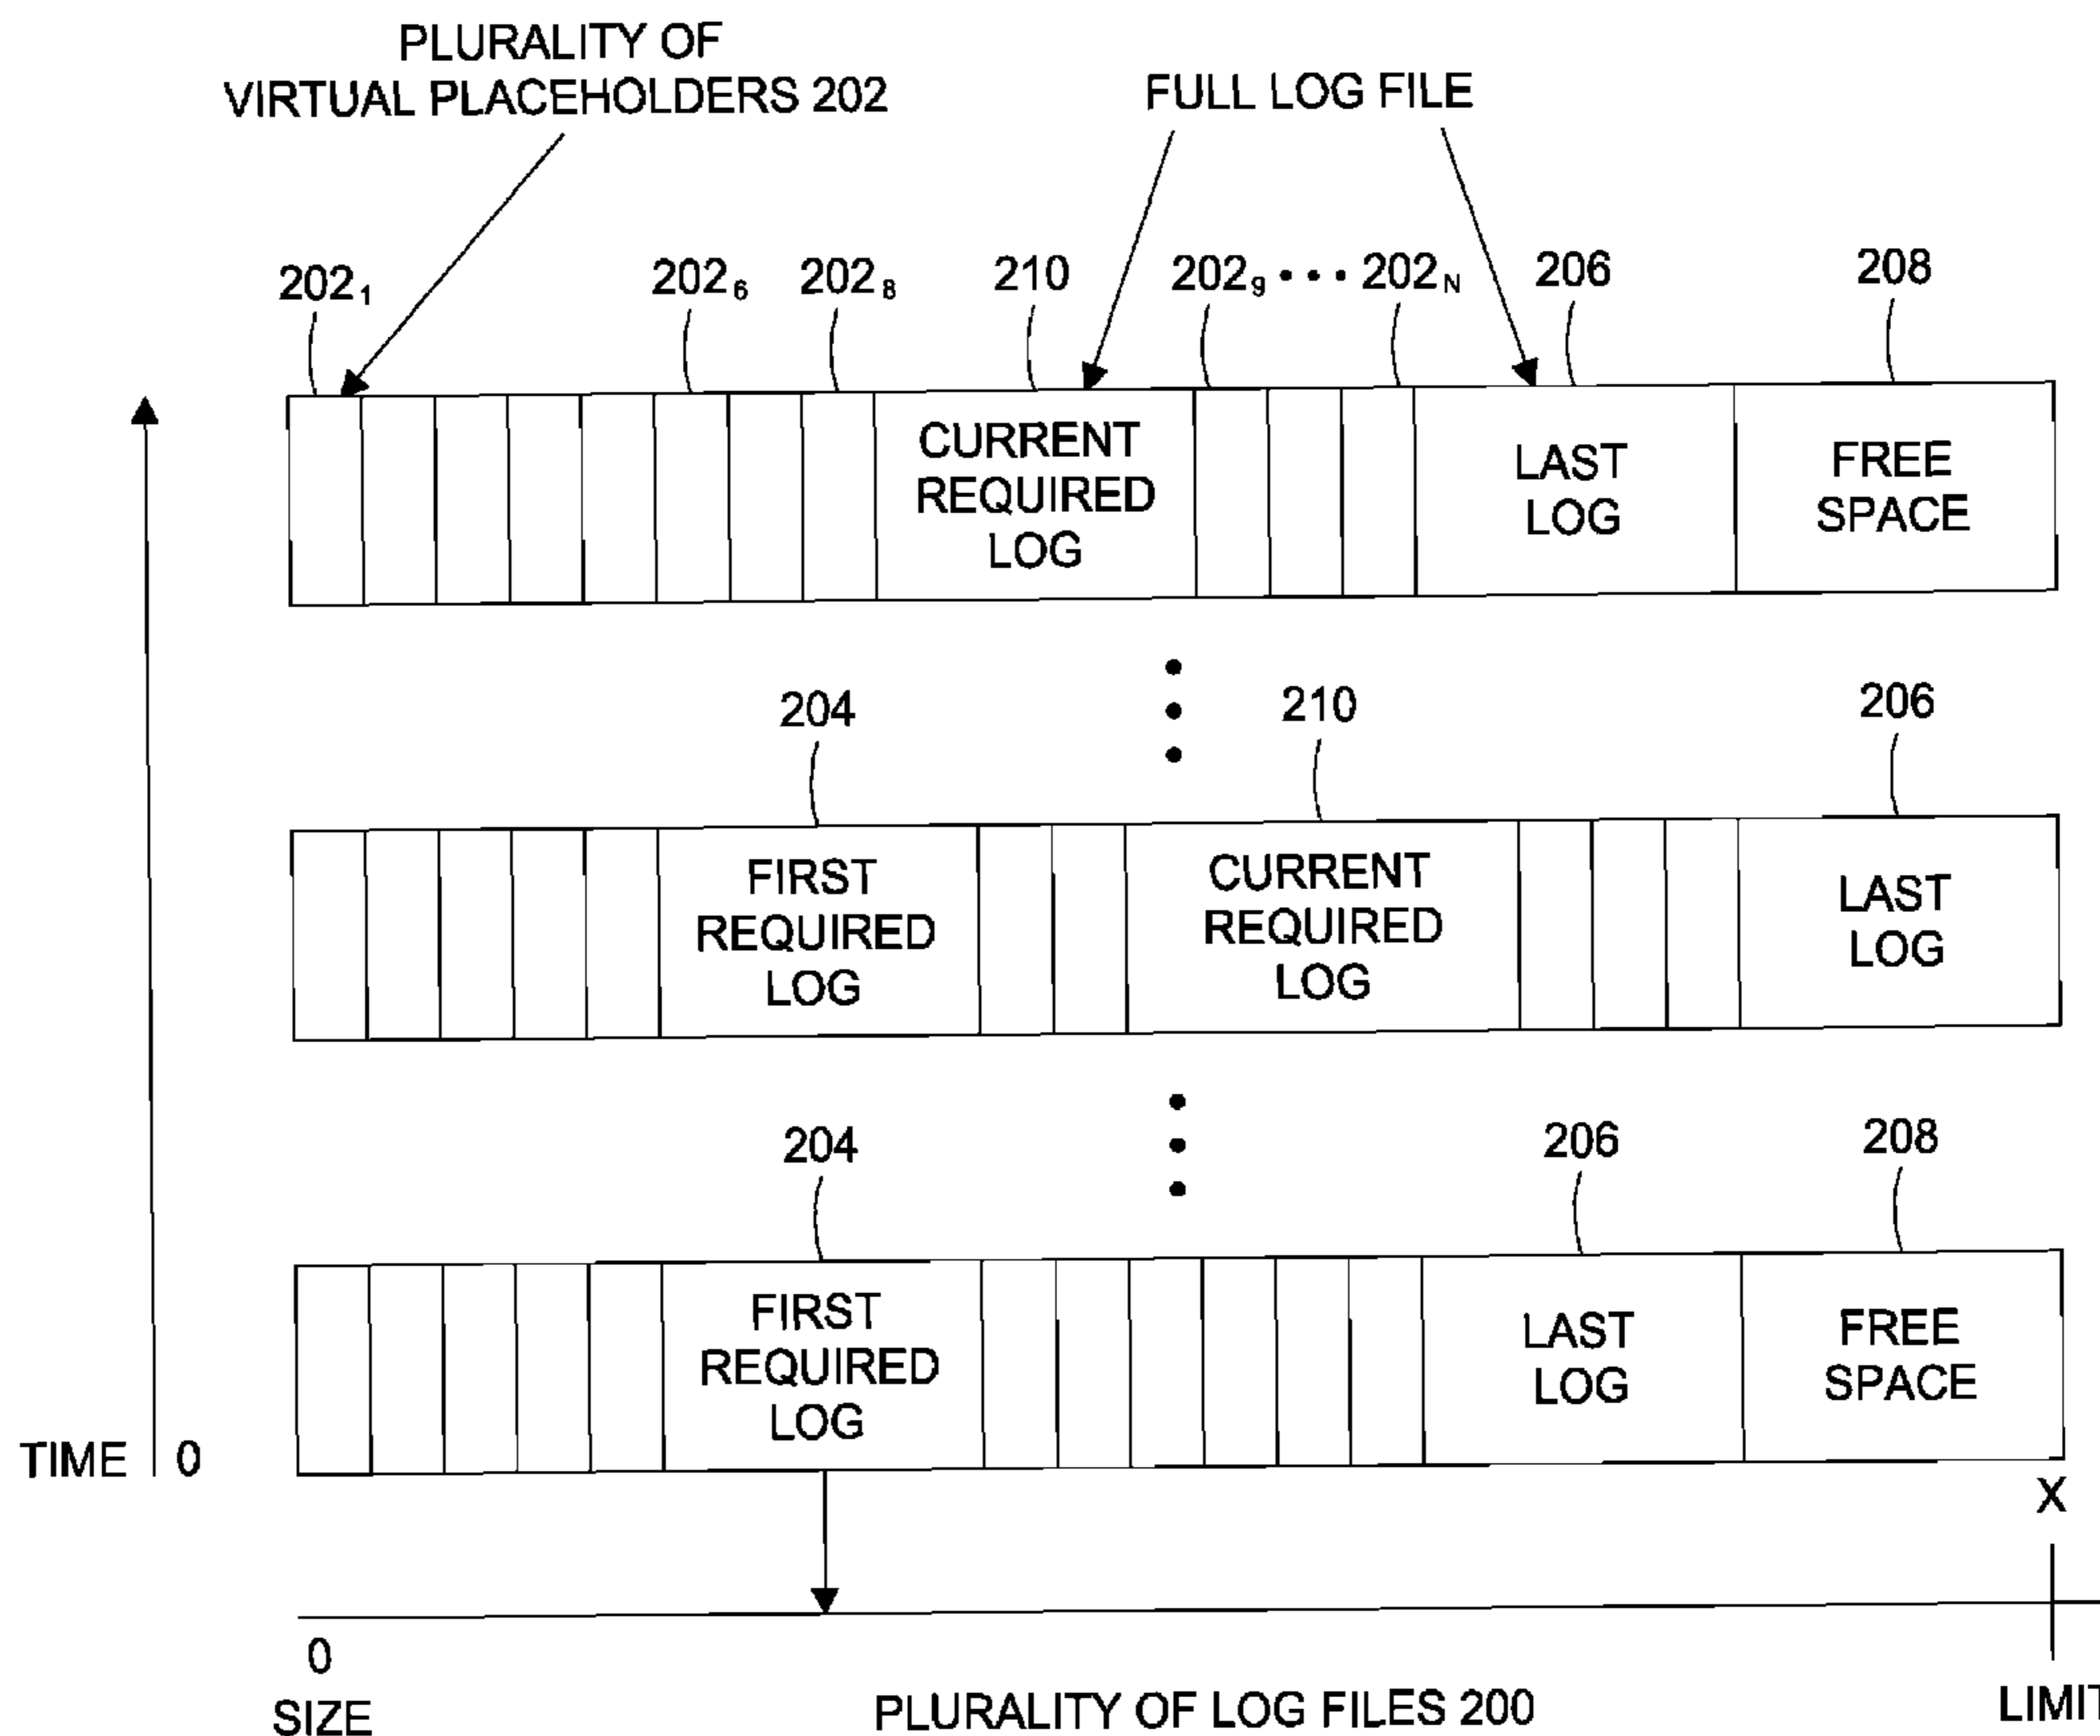 PLURALITY OF
VIRTUAL PLACEHOLDERS 202
FULL LOG FILE
202₁ 202₆ 202₈ 210 202₉ • • • 202_N 206 208
CURRENT
REQUIRED
LOG
LAST
LOG
FREE
SPACE
204 210 206
FIRST
REQUIRED
LOG
CURRENT
REQUIRED
LOG
LAST
LOG
204 206 208
FIRST
REQUIRED
LOG
LAST
LOG
FREE
SPACE
TIME 0
X
0
SIZE
PLURALITY OF LOG FILES 200
LIMIT